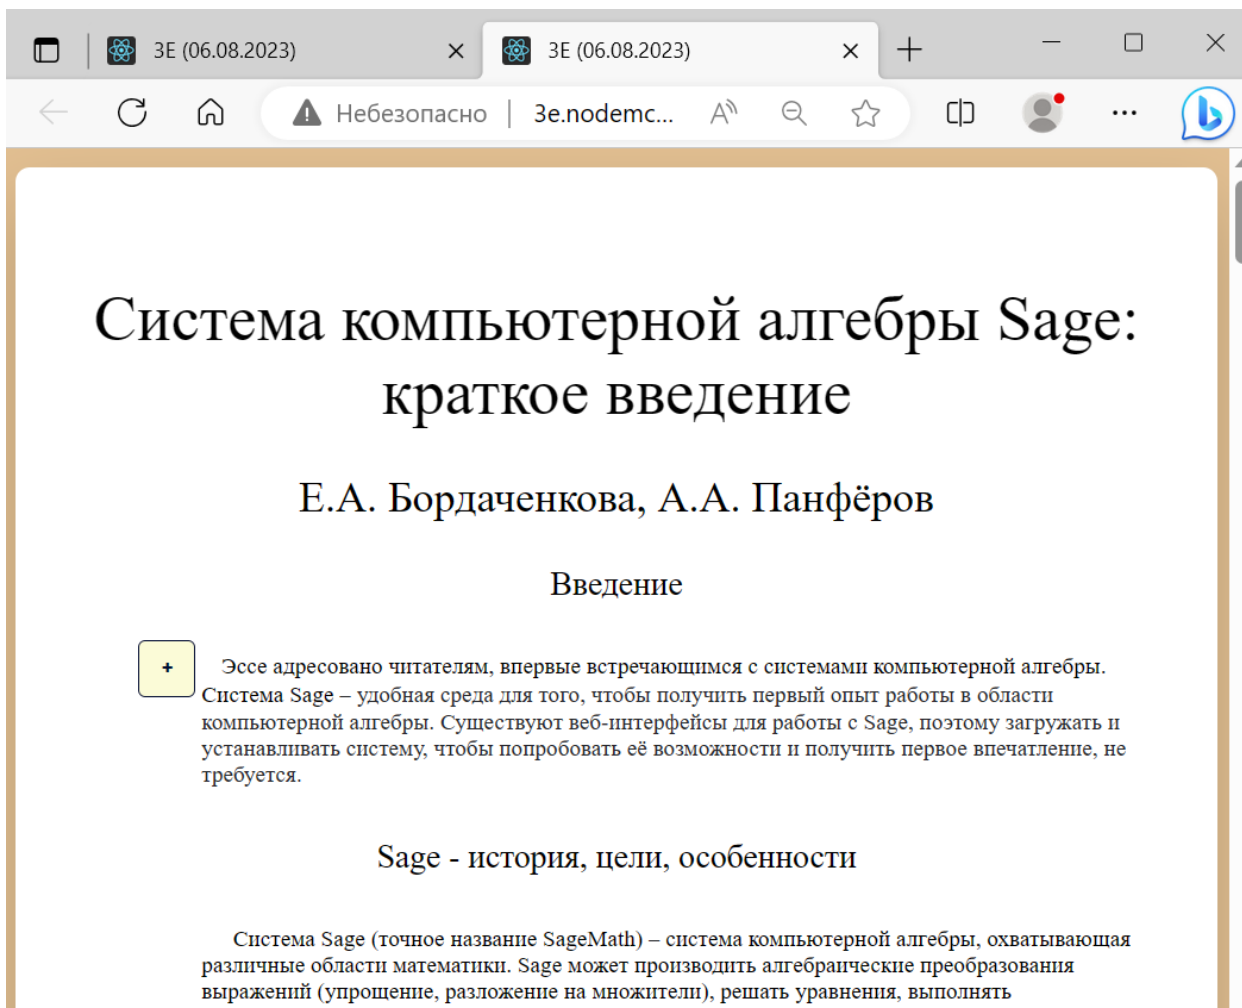 3E (06.08.2023)
3E (06.08.2023)
Небезопасно | 3e.nodemc...
Система компьютерной алгебры Sage:
краткое введение
Е.А. Бордаченкова, А.А. Панфёров
Введение
+
Эссе адресовано читателям, впервые встречающимся с системами компьютерной алгебры.
Система Sage – удобная среда для того, чтобы получить первый опыт работы в области
компьютерной алгебры. Существуют веб-интерфейсы для работы с Sage, поэтому загружать и
устанавливать систему, чтобы попробовать её возможности и получить первое впечатление, не
требуется.
Sage - история, цели, особенности
Система Sage (точное название SageMath) – система компьютерной алгебры, охватывающая
различные области математики. Sage может производить алгебраические преобразования
выражений (упрощение, разложение на множители), решать уравнения, выполнять